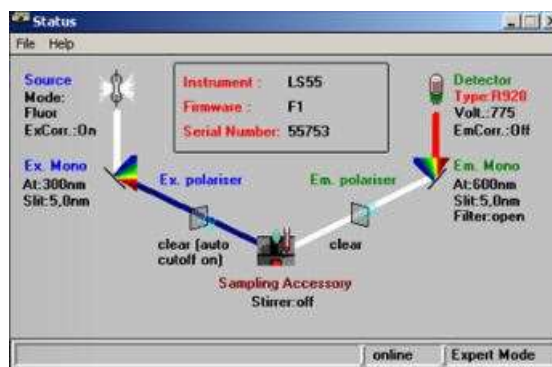 Status
File Help
Source
Mode:
Fluor
ExCorr.:On
Instrument : LS55
Firmware : F1
Serial Number: 55753
Detector
Type:R928
Volt.:775
EmCorr.:Off
Ex. Mono
At:300nm
Slit:5,0nm
Ex. polariser
Em. polariser
Em. Mono
At:600nm
Slit:5,0nm
Filter:open
clear (auto
cutoff on)
clear
Sampling Accessory
Stirrer:off
online
Expert Mode